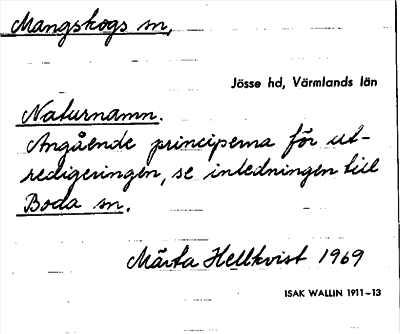 Mangskogs sn,
Jösse hd, Värmlands län
Naturnamn.
Angående principerna för ut-
redigeringen, se inledningen till
Boda sn.
Märta Hellkvist 1969
ISAK WALLIN 1911-13